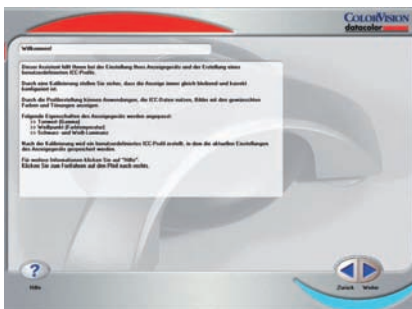 COLORVISION
datacolor
Willkommen!
Dieser Assistent hilft Ihnen bei der Einstellung Ihres Anzeigegeräts und der Erstellung eines
benutzerdefinierten ICC-Profils.
Durch eine Kalibrierung stellen Sie sicher, dass die Anzeige immer gleich bleibend und korrekt
konfiguriert ist.
Durch die Profilerstellung können Anwendungen, die ICC-Daten nutzen, Bilder mit den gewünschten
Farben und Tönungen anzeigen.
Folgende Eigenschaften des Anzeigegeräts werden angepasst:
>> Tonwert (Gamma)
>> Weißpunkt (Farbtemperatur)
>> Schwarz- und Weiß-Luminanz
Nach der Kalibrierung wird ein benutzerdefiniertes ICC-Profil erstellt, in dem die aktuellen Einstellungen
des Anzeigegeräts gespeichert werden.
Für weitere Informationen klicken Sie auf "Hilfe".
Klicken Sie zum Fortfahren auf den Pfeil nach rechts.
?
Hilfe
Zurück Weiter